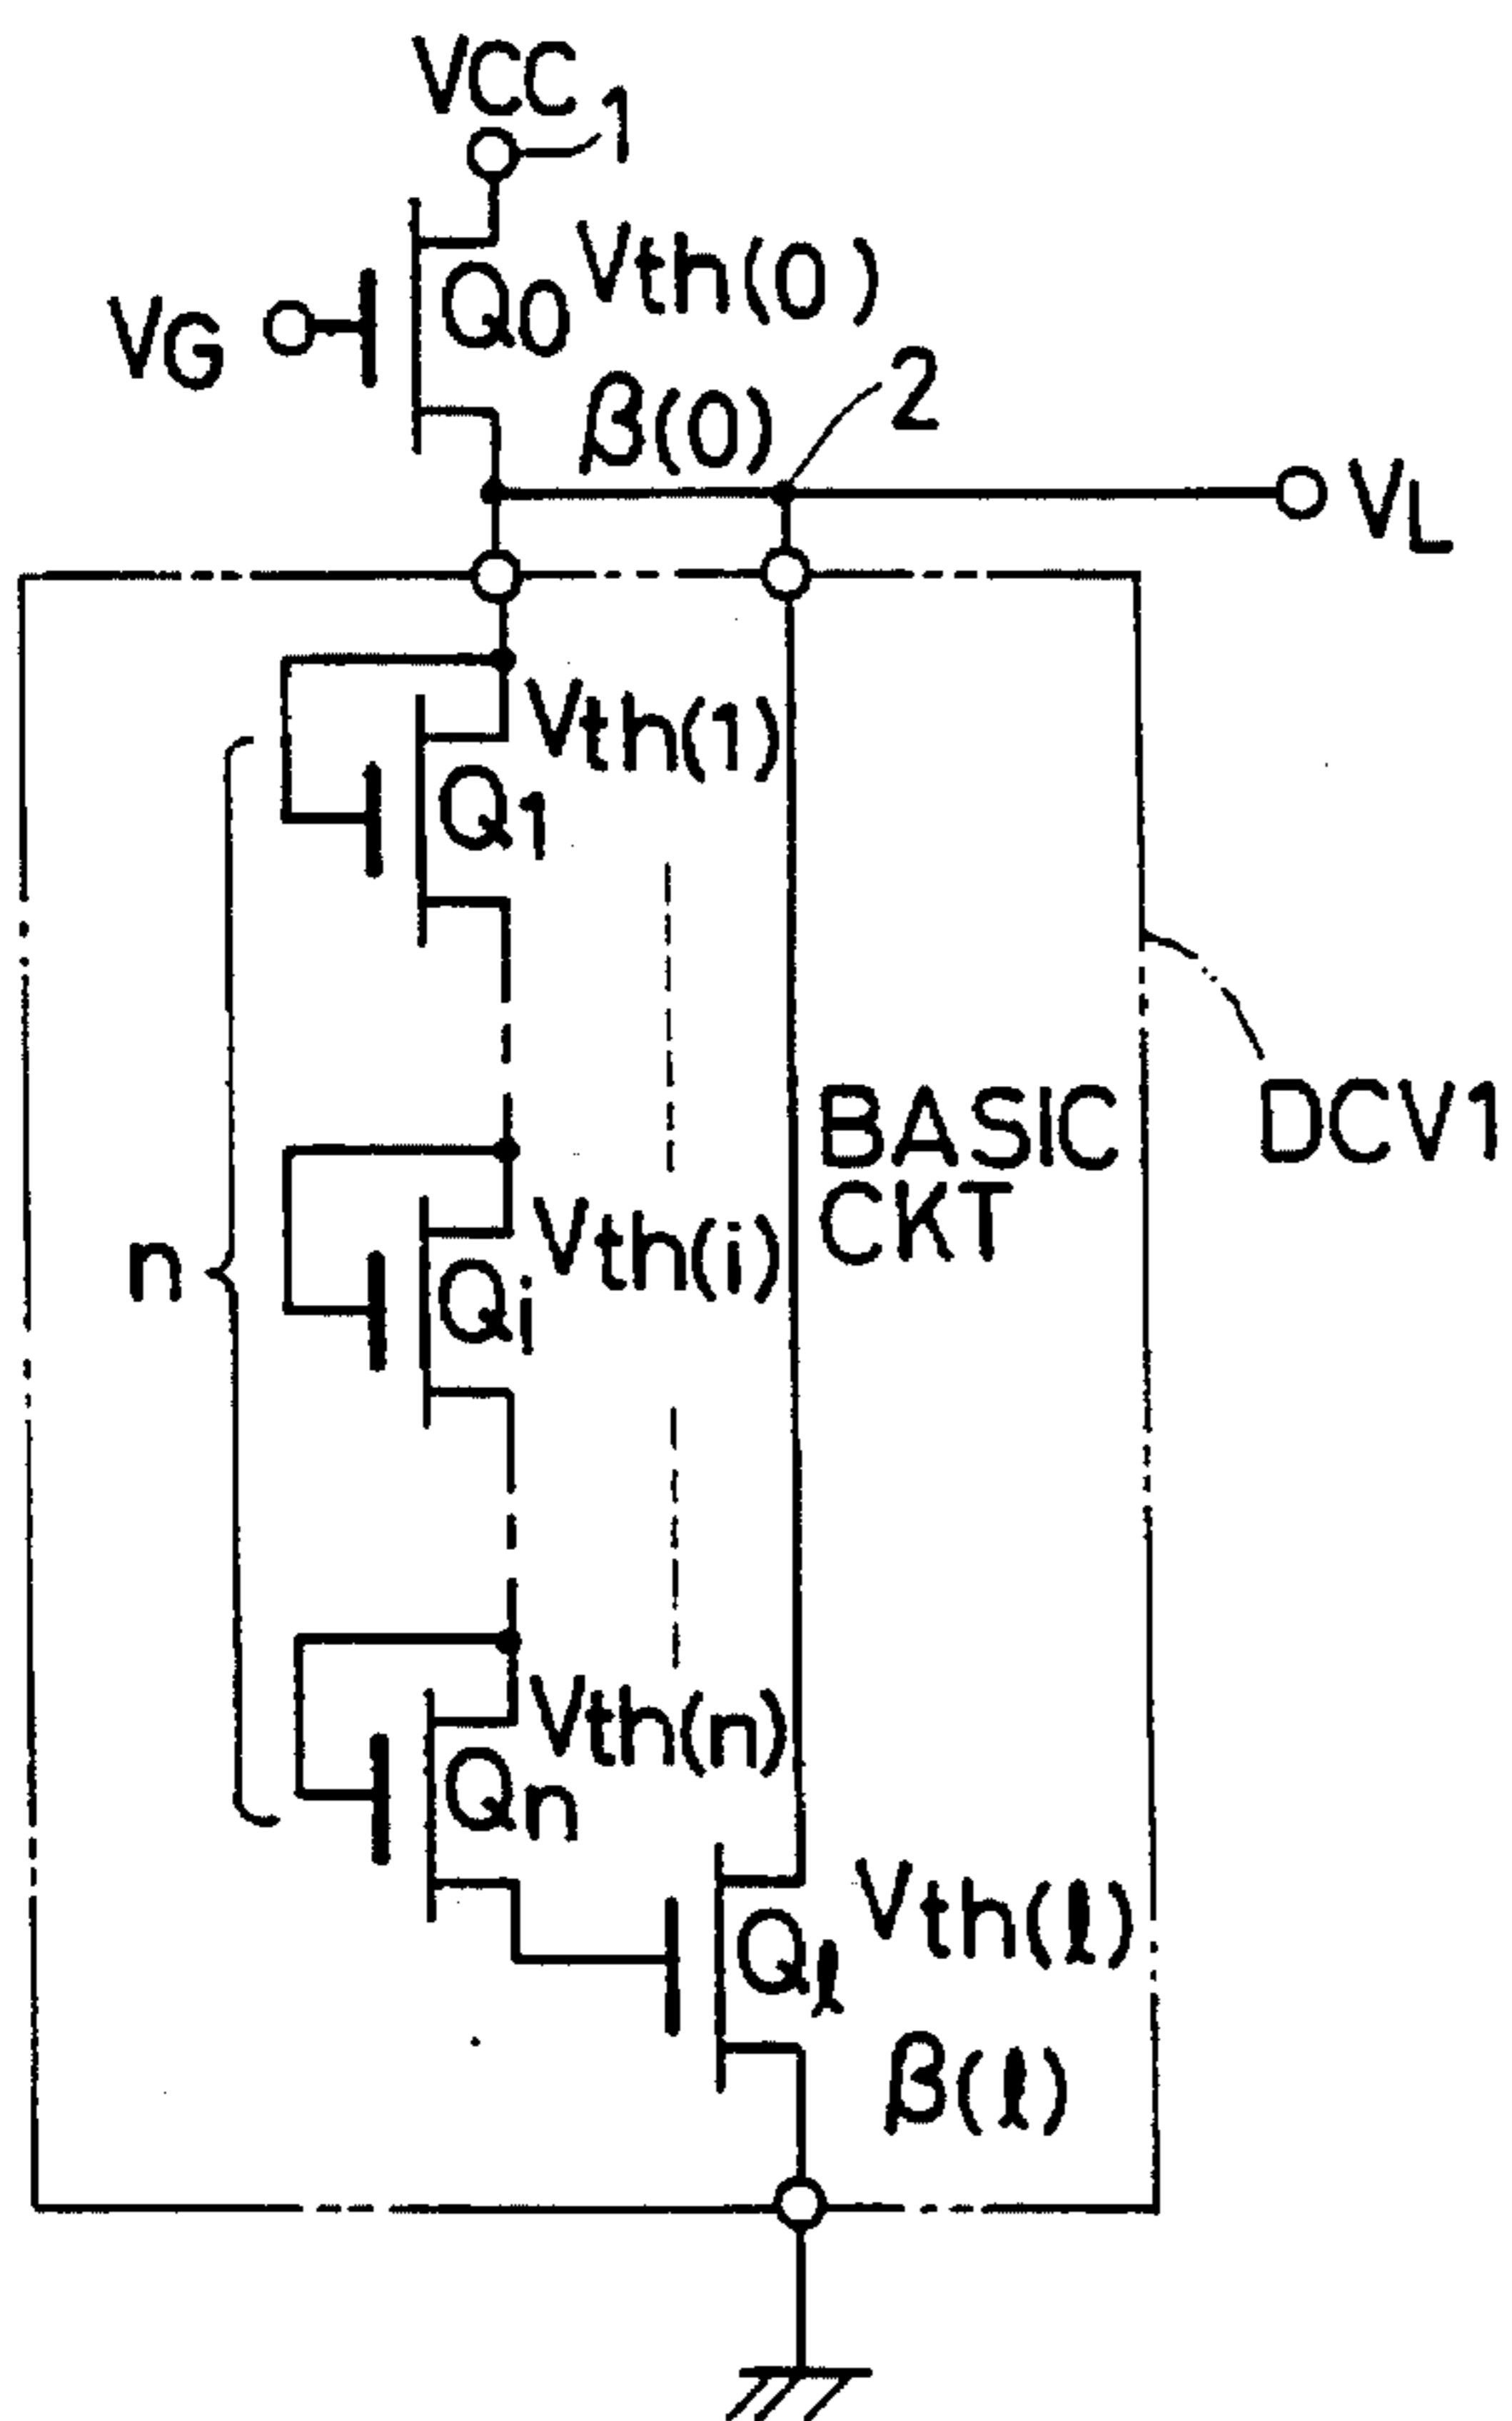 VCC
1
Vth(0)
Q0
VG
β(0)
2
VL
Vth(1)
Q1
BASIC
CKT
DCV1
n
Vth(i)
Qi
Vth(n)
Qn
Vth(ℓ)
Qℓ
β(ℓ)